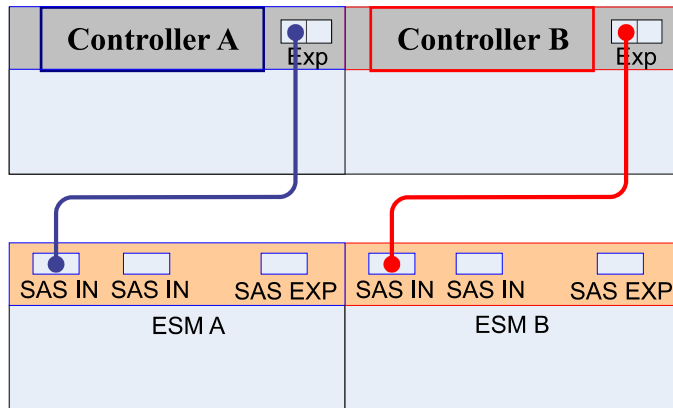 Controller A
Exp
Controller B
Exp
SAS IN SAS IN SAS EXP
SAS IN SAS IN SAS EXP
ESM A
ESM B